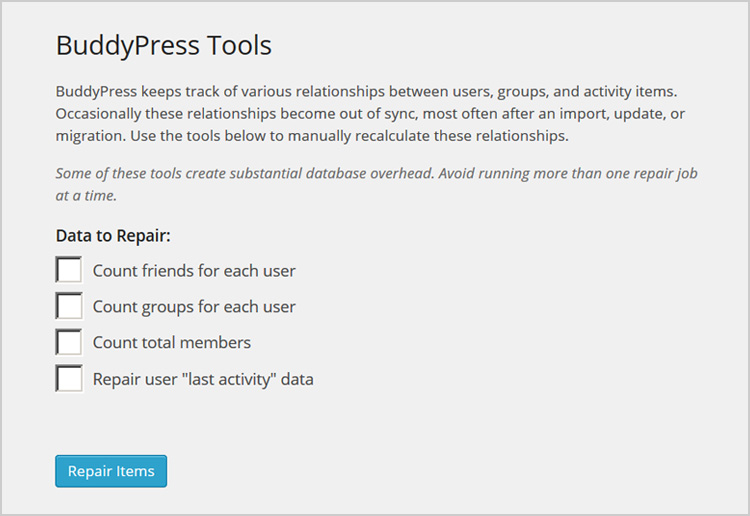 BuddyPress Tools
BuddyPress keeps track of various relationships between users, groups, and activity items.
Occasionally these relationships become out of sync, most often after an import, update, or
migration. Use the tools below to manually recalculate these relationships.
Some of these tools create substantial database overhead. Avoid running more than one repair job
at a time.
Data to Repair:
Count friends for each user
Count groups for each user
Count total members
Repair user "last activity" data
Repair Items